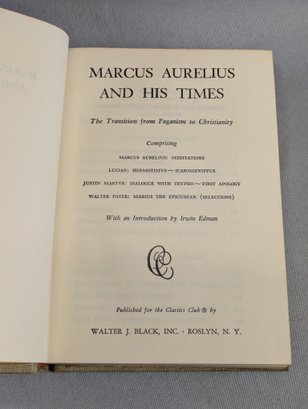 MARCUS AURELIUS
AND HIS TIMES
The Transition from Paganism to Christianity
Comprising
MARCUS AURELIUS: MEDITATIONS
LUCIAN: HERMOTIMUS — ICAROMENIPPUS
JUSTIN MARTYR: DIALOGUE WITH TRYPHO — FIRST APOLOGY
WALTER PATER: MARIUS THE EPICUREAN (SELECTIONS)
With an Introduction by Irwin Edman
Published for the Classics Club ® by
WALTER J. BLACK, INC. · ROSLYN, N. Y.